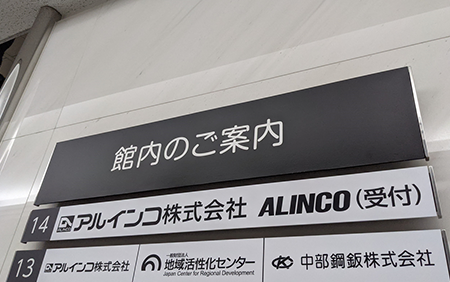 館内のご案内
14 アルインコ株式会社 ALINCO (受付)
13 アルインコ株式会社 一般財団法人 地域活性化センター Japan Center for Regional Development 中部鋼鈑株式会社